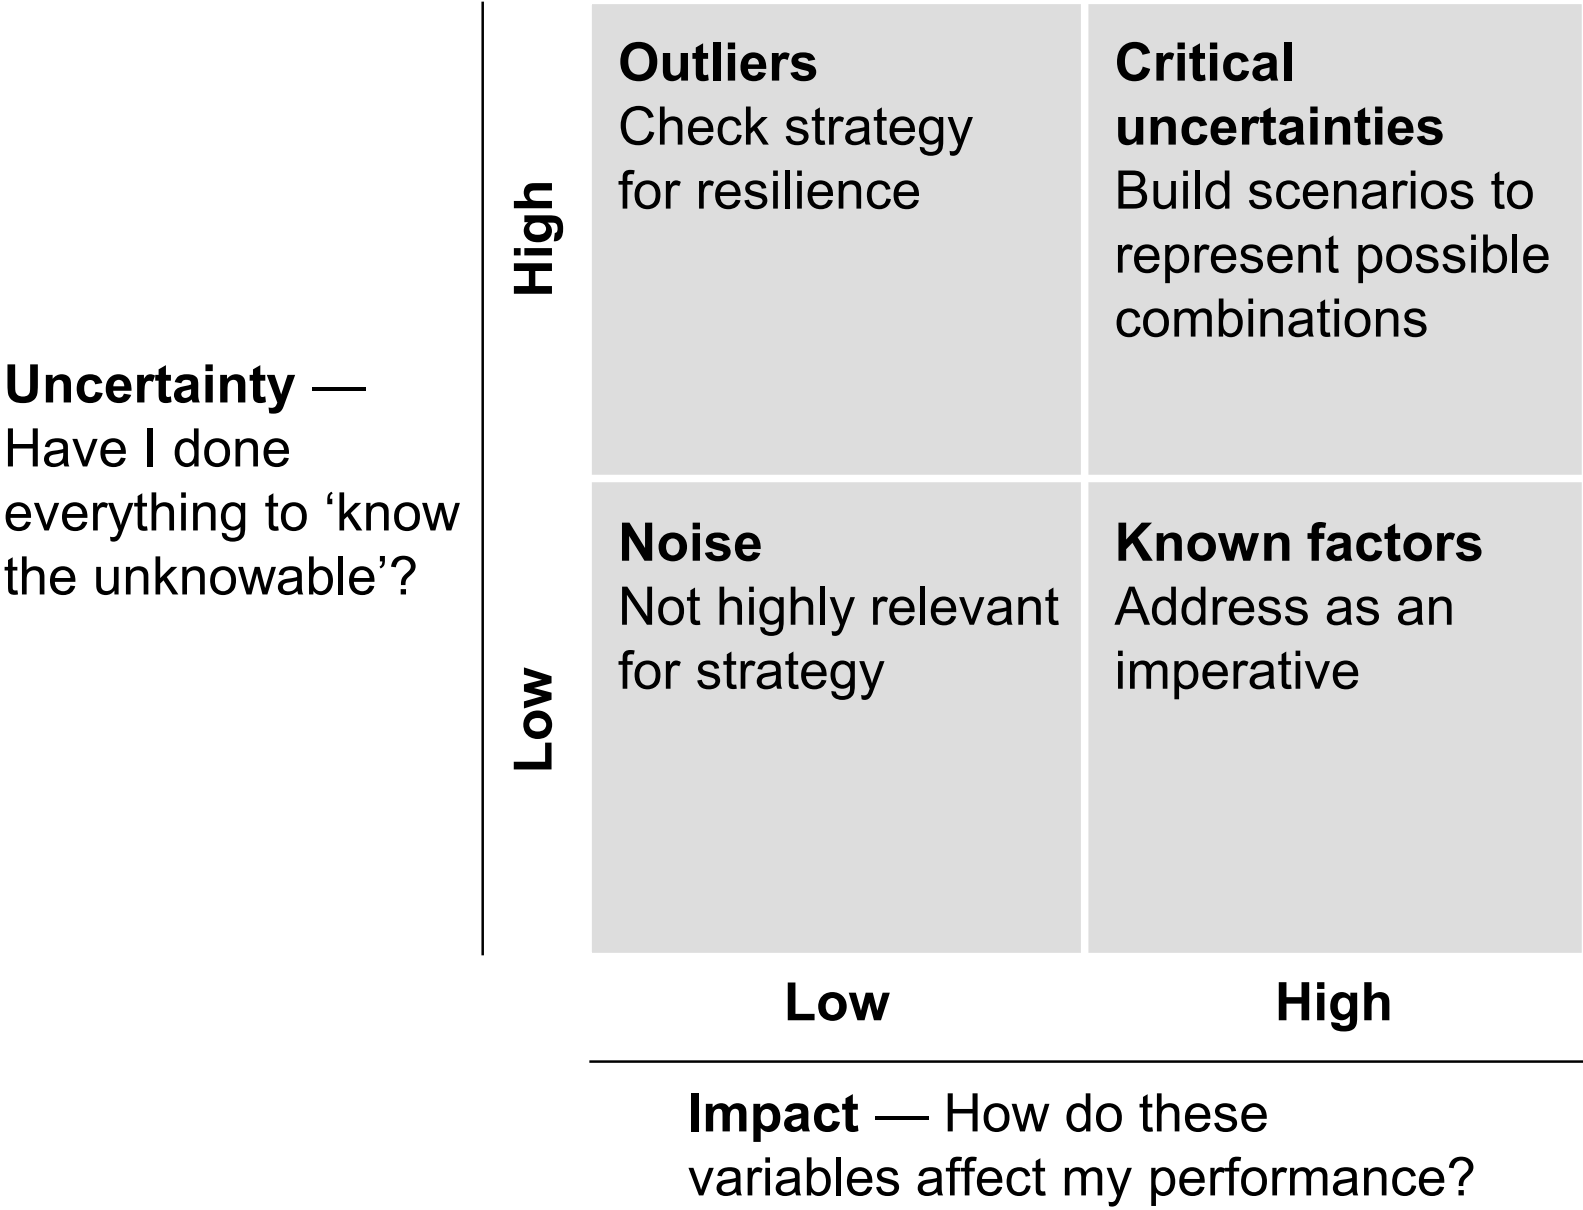 Outliers
Check strategy
for resilience
Critical
uncertainties
Build scenarios to
represent possible
combinations
High
Uncertainty —
Have I done
everything to ‘know
the unknowable’?
Noise
Not highly relevant
for strategy
Known factors
Address as an
imperative
Low
Low
High
Impact — How do these
variables affect my performance?